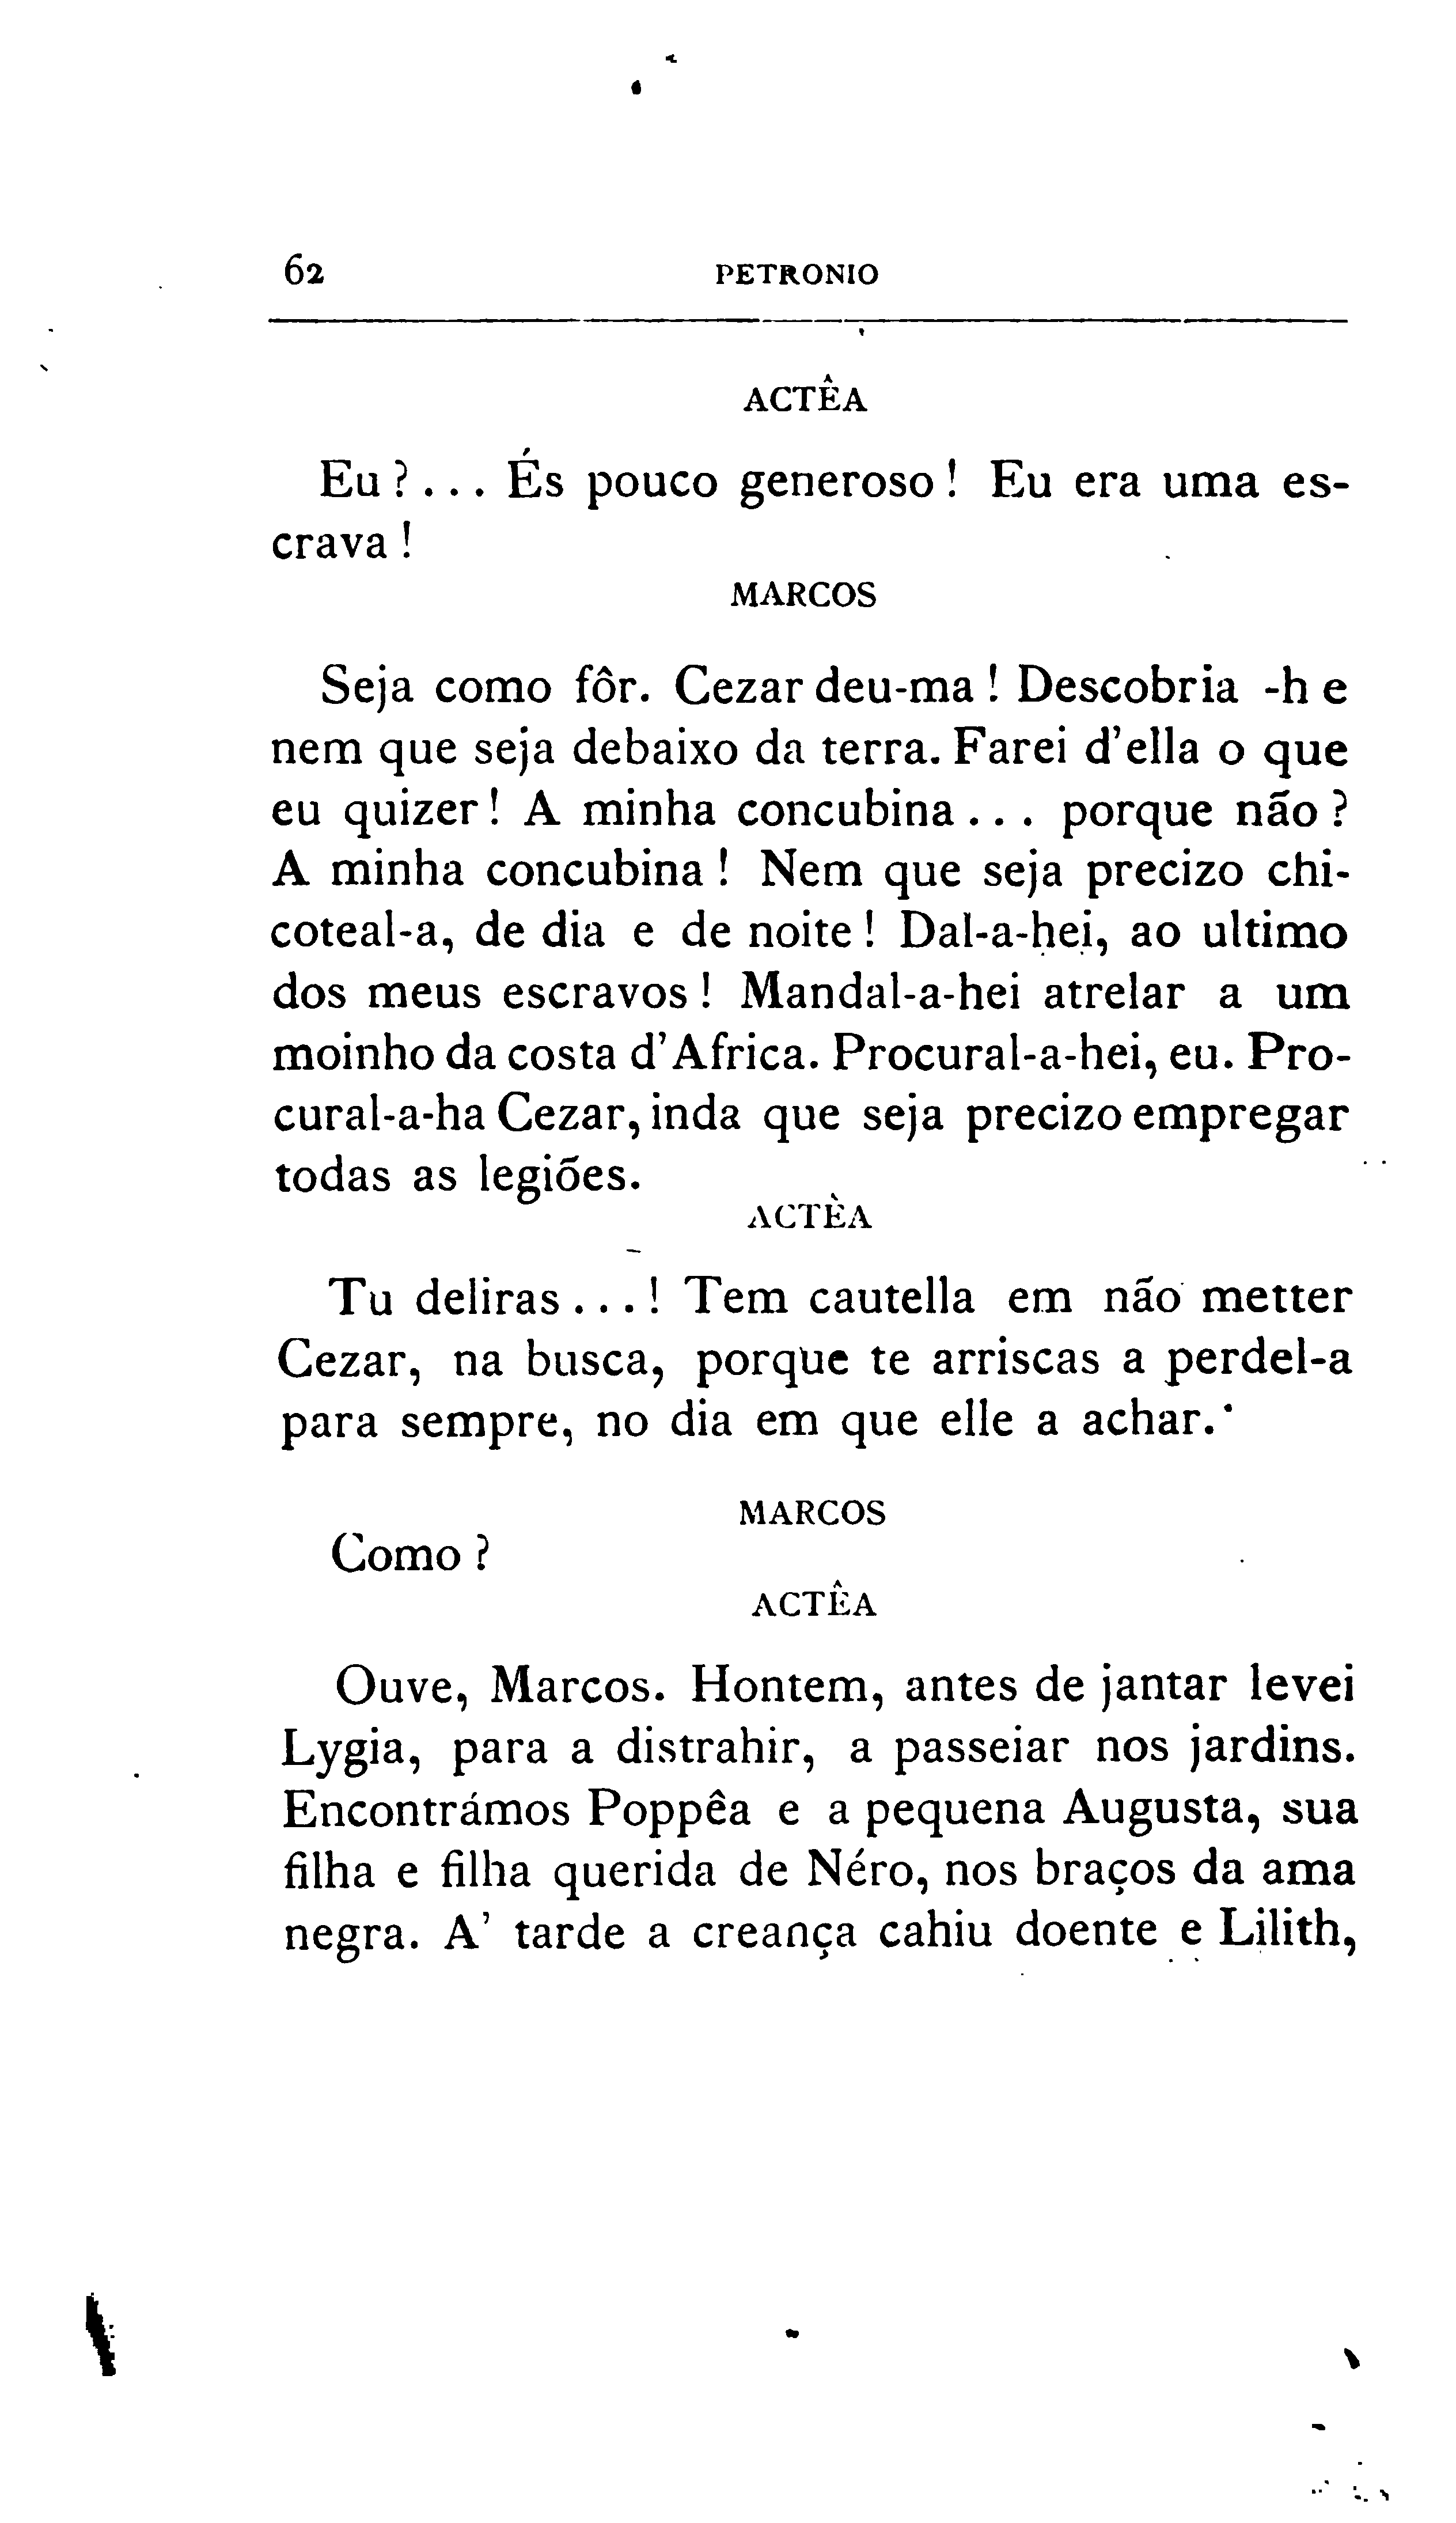 62 PETRONIO
ACTÊA
Eu ?... És pouco generoso ! Eu era uma es-
crava !
MARCOS
Seja como fôr. Cezar deu-ma ! Descobria -h e
nem que seja debaixo da terra. Farei d'ella o que
eu quizer ! A minha concubina... porque não ?
A minha concubina ! Nem que seja precizo chi-
coteal-a, de dia e de noite ! Dal-a-hei, ao ultimo
dos meus escravos ! Mandal-a-hei atrelar a um
moinho da costa d'Africa. Procural-a-hei, eu. Pro-
cural-a-ha Cezar, inda que seja precizo empregar
todas as legiões.
ACTÈA
Tu deliras...! Tem cautella em não metter
Cezar, na busca, porque te arriscas a perdel-a
para sempre, no dia em que elle a achar.
MARCOS
Como ?
ACTÊA
Ouve, Marcos. Hontem, antes de jantar levei
Lygia, para a distrahir, a passeiar nos jardins.
Encontrámos Poppêa e a pequena Augusta, sua
filha e filha querida de Néro, nos braços da ama
negra. A' tarde a creança cahiu doente e Lilith,